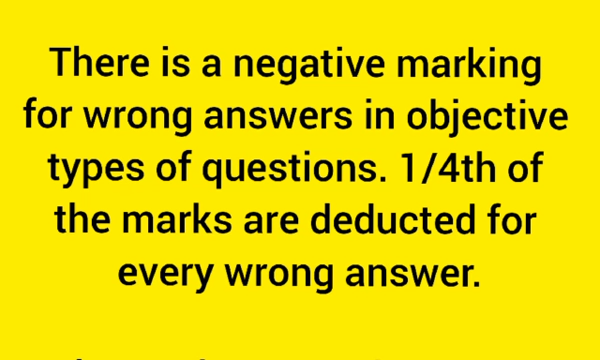 There is a negative marking
for wrong answers in objective
types of questions. 1/4th of
the marks are deducted for
every wrong answer.